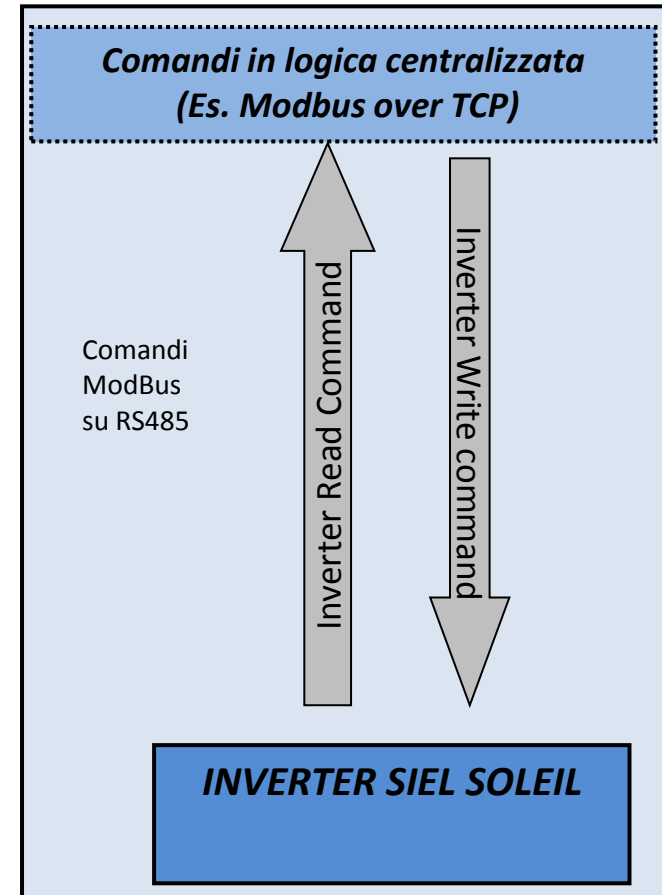 Comandi in logica centralizzata
(Es. Modbus over TCP)
Comandi
ModBus
su RS485
Inverter Read Command
Inverter Write command
INVERTER SIEL SOLEIL